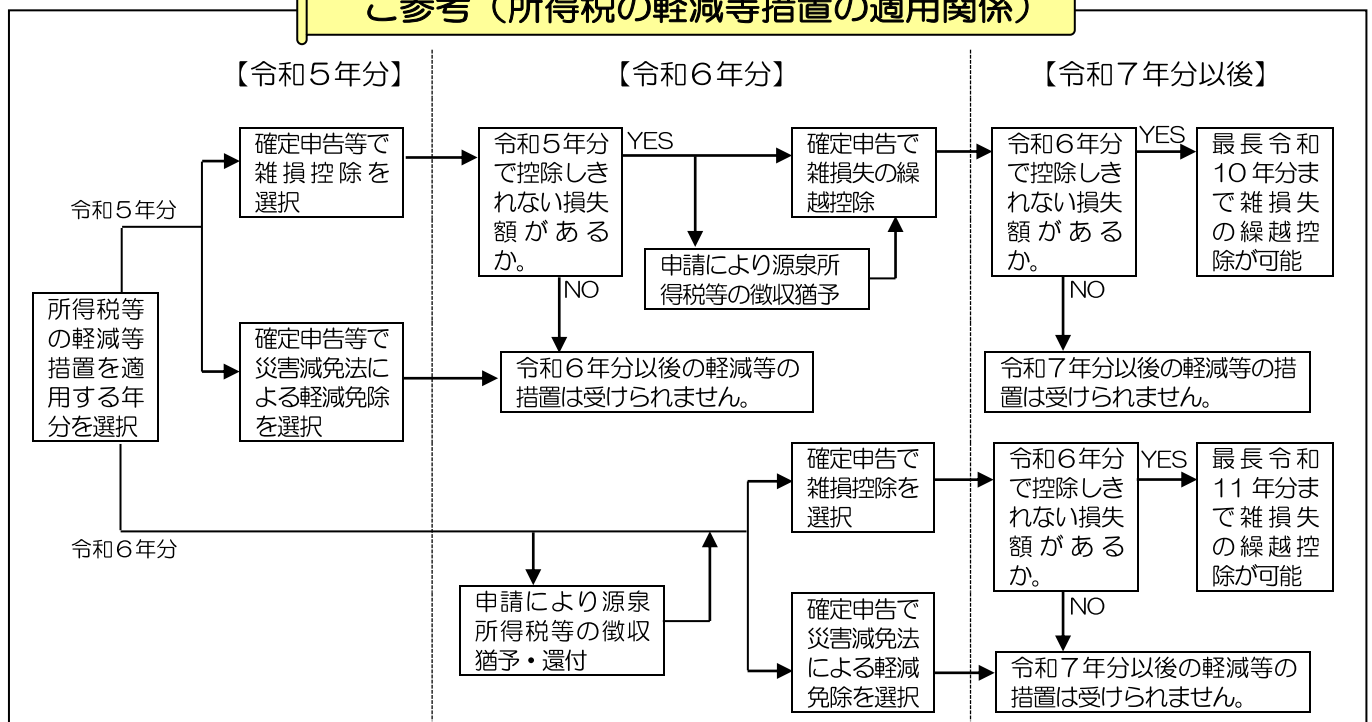 ご参考（所得税の軽減等措置の適用関係）
【令和５年分】
【令和６年分】
【令和７年分以後】
所得税等
の軽減等
措置を適
用する年
分を選択
令和５年分
確定申告等で
雑損控除を
選択
令和５年分
で控除しき
れない損失
額がある
か。
YES
確定申告で
雑損失の繰
越控除
申請により源泉所
得税等の徴収猶予
NO
令和６年分
で控除しき
れない損失
額がある
か。
YES
最長令和
10 年分ま
で雑損失
の繰越控
除が可能
NO
確定申告等で
災害減免法に
よる軽減免除
を選択
令和６年分以後の軽減等の
措置は受けられません。
令和７年分以後の軽減等の措
置は受けられません。
令和６年分
申請により源泉
所得税等の徴収
猶予・還付
確定申告で
雑損控除を
選択
令和６年分
で控除しき
れない損失
額がある
か。
YES
最長令和
11 年分ま
で雑損失
の繰越控
除が可能
NO
確定申告で
災害減免法
による軽減
免除を選択
令和７年分以後の軽減等の
措置は受けられません。